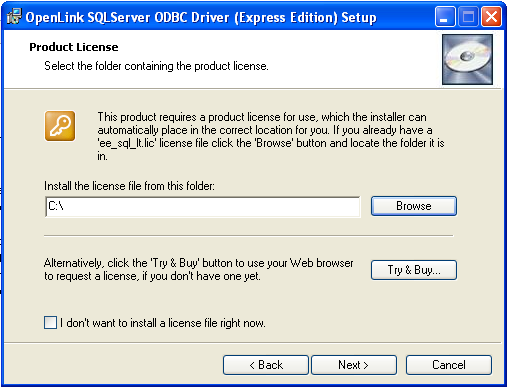 OpenLink SQLServer ODBC Driver (Express Edition) Setup
Product License
Select the folder containing the product license.
This product requires a product license for use, which the installer can
automatically place in the correct location for you. If you already have a
'ee_sql_lt.lic' license file click the 'Browse' button and locate the folder it is
in.
Install the license file from this folder:
C:\
Browse
Alternatively, click the 'Try & Buy' button to use your Web browser
to request a license, if you don't have one yet.
Try & Buy...
I don't want to install a license file right now.
< Back
Next >
Cancel